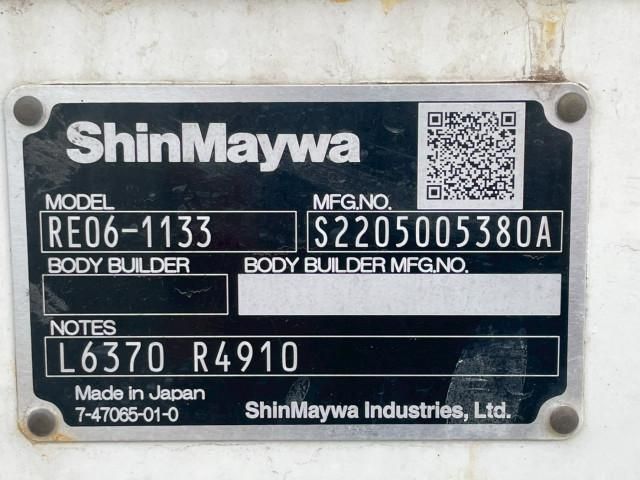 ShinMaywa
MODEL MFG.NO.
RE06-1133 S2205005380A
BODY BUILDER BODY BUILDER MFG.NO.
NOTES
L6370 R4910
Made in Japan
7-47065-01-0 ShinMaywa Industries, Ltd.